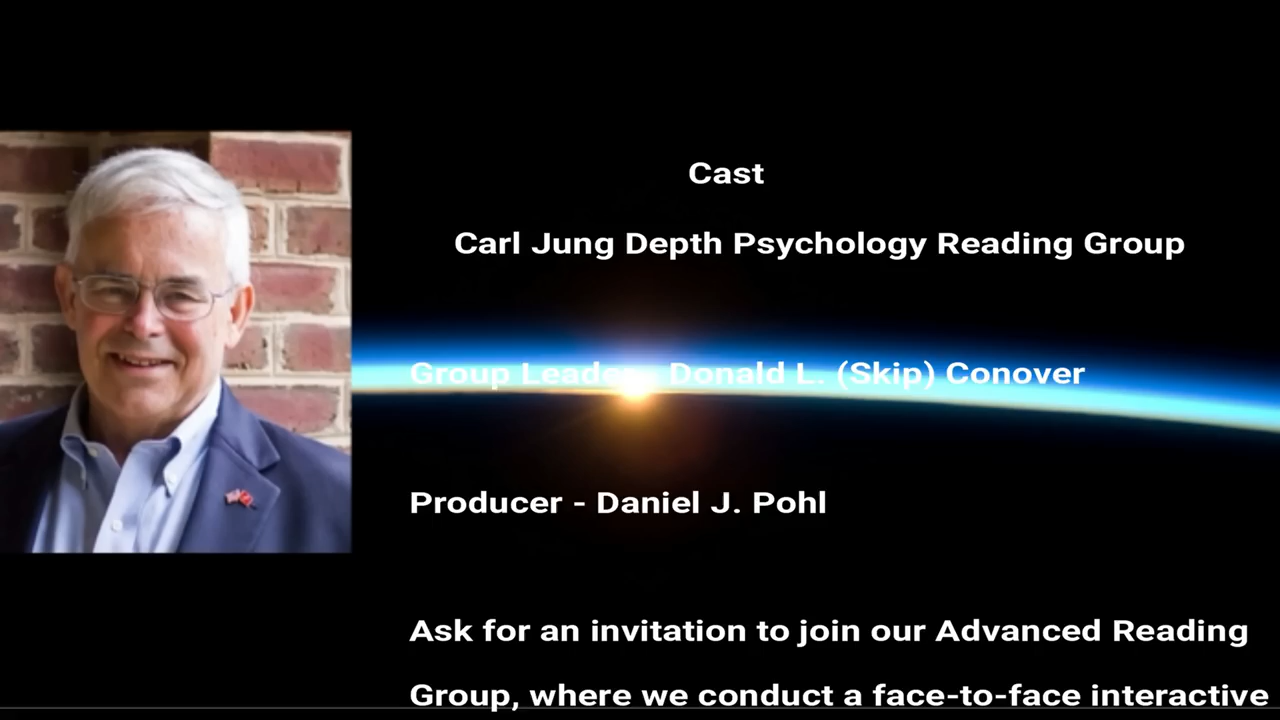 Cast
Carl Jung Depth Psychology Reading Group
Group Leader - Donald L. (Skip) Conover
Producer - Daniel J. Pohl
Ask for an invitation to join our Advanced Reading
Group, where we conduct a face-to-face interactive